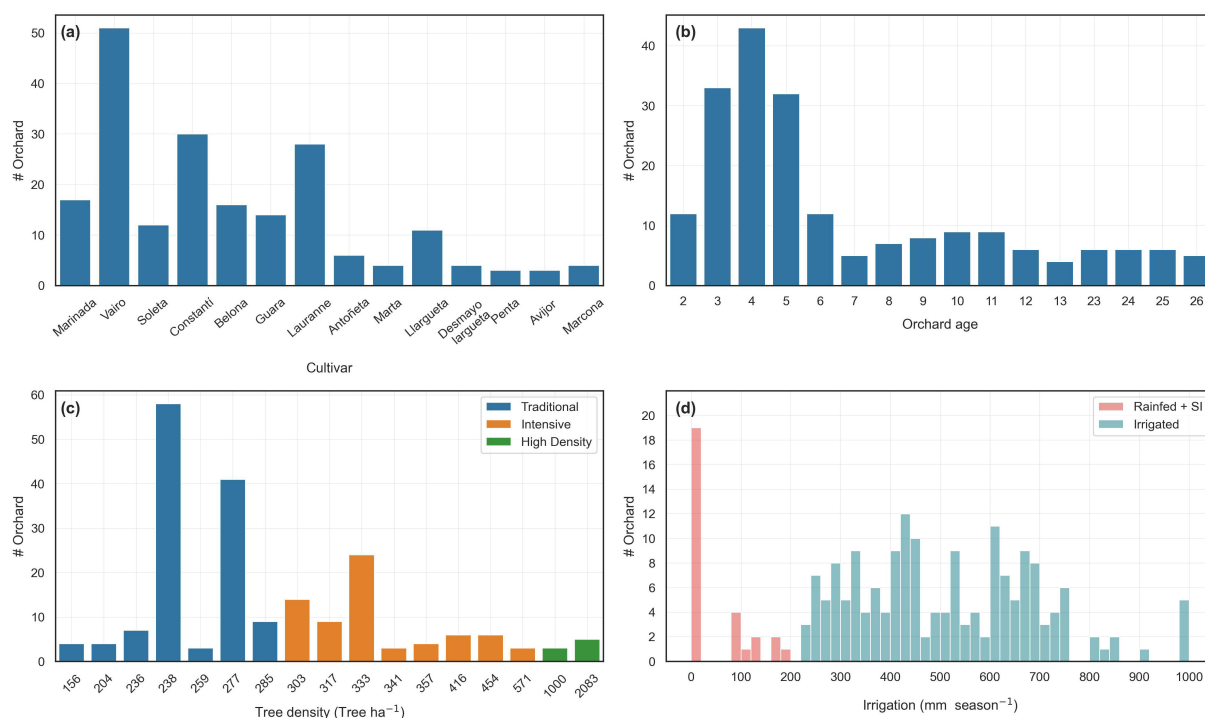 (a)
# Orchard
50
40
30
20
10
0
Marinada
Vairo
Soleta
Constantí
Belona
Guara
Lauranne
Antoñeta
Marta
Llargueta
Desmayo
largueta
Penta
Avijor
Marcona
Cultivar
(b)
# Orchard
40
30
20
10
0
2 3 4 5 6 7 8 9 10 11 12 13 23 24 25 26
Orchard age
(c)
Traditional
Intensive
High Density
# Orchard
60
50
40
30
20
10
0
156 204 236 238 259 277 285 303 317 333 341 357 416 454 571 1000 2083
Tree density (Tree ha⁻¹)
(d)
Rainfed + SI
Irrigated
# Orchard
20
18
16
14
12
10
8
6
4
2
0
0 100 200 300 400 500 600 700 800 900 1000
Irrigation (mm season⁻¹)